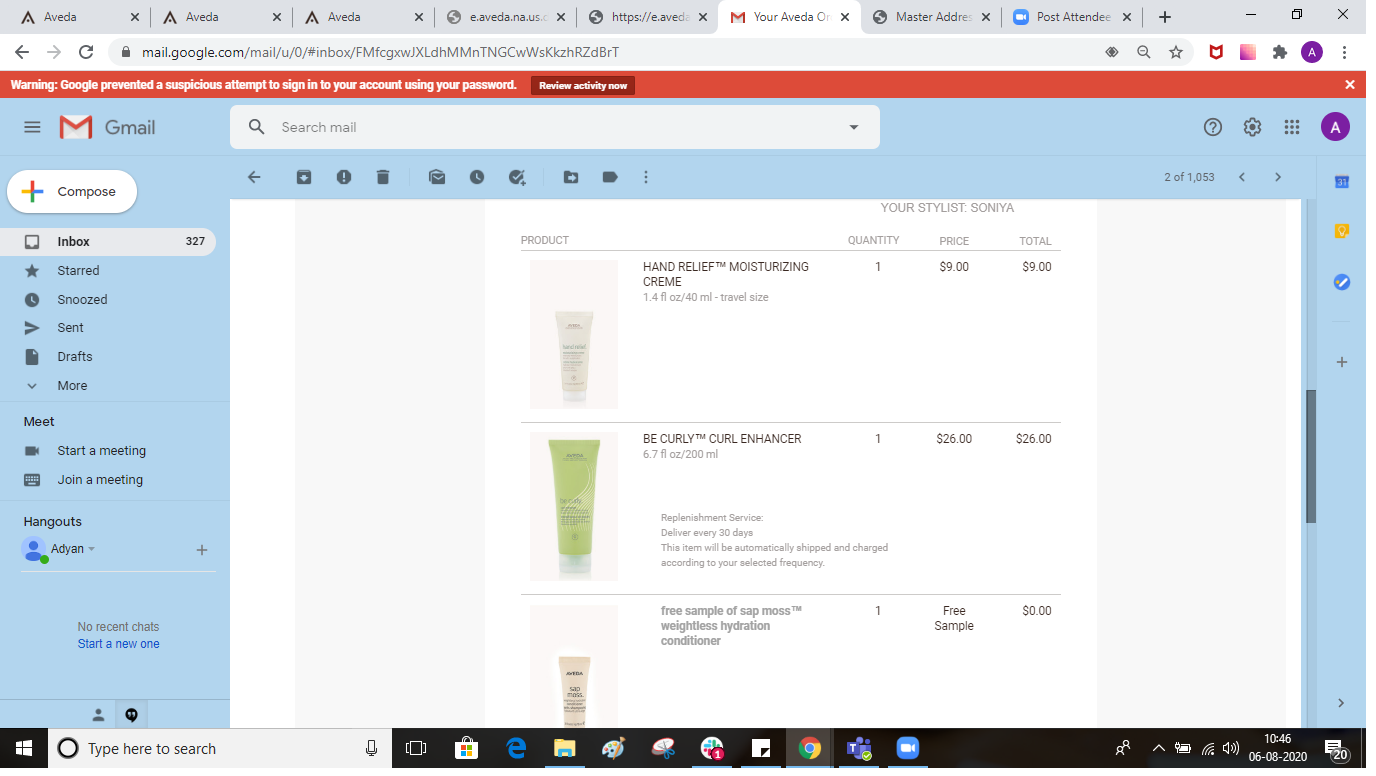 Aveda
Aveda
Aveda
e.aveda.na.us.c
https://e.aveda
Your Aveda Or
Master Addres
Post Attendee
mail.google.com/mail/u/0/#inbox/FMfcgxwJXLdhMMnTNGCwWsKkzhRZdBrT
A
Warning: Google prevented a suspicious attempt to sign in to your account using your password.
Review activity now
Gmail
Search mail
A
Compose
2 of 1,053
31
YOUR STYLIST: SONIYA
Inbox 327
Starred
Snoozed
Sent
Drafts
More
Meet
Start a meeting
Join a meeting
Hangouts
Adyan
No recent chats
Start a new one
PRODUCT QUANTITY PRICE TOTAL
HAND RELIEF™ MOISTURIZING 1 $9.00 $9.00
CREME
1.4 fl oz/40 ml - travel size
AVEDA
hand relief
BE CURLY™ CURL ENHANCER 1 $26.00 $26.00
6.7 fl oz/200 ml
AVEDA
be curly
Replenishment Service:
Deliver every 30 days
This item will be automatically shipped and charged
according to your selected frequency.
free sample of sap moss™ 1 Free $0.00
weightless hydration Sample
conditioner
AVEDA
sap
moss
Type here to search
1
10:46
06-08-2020
20